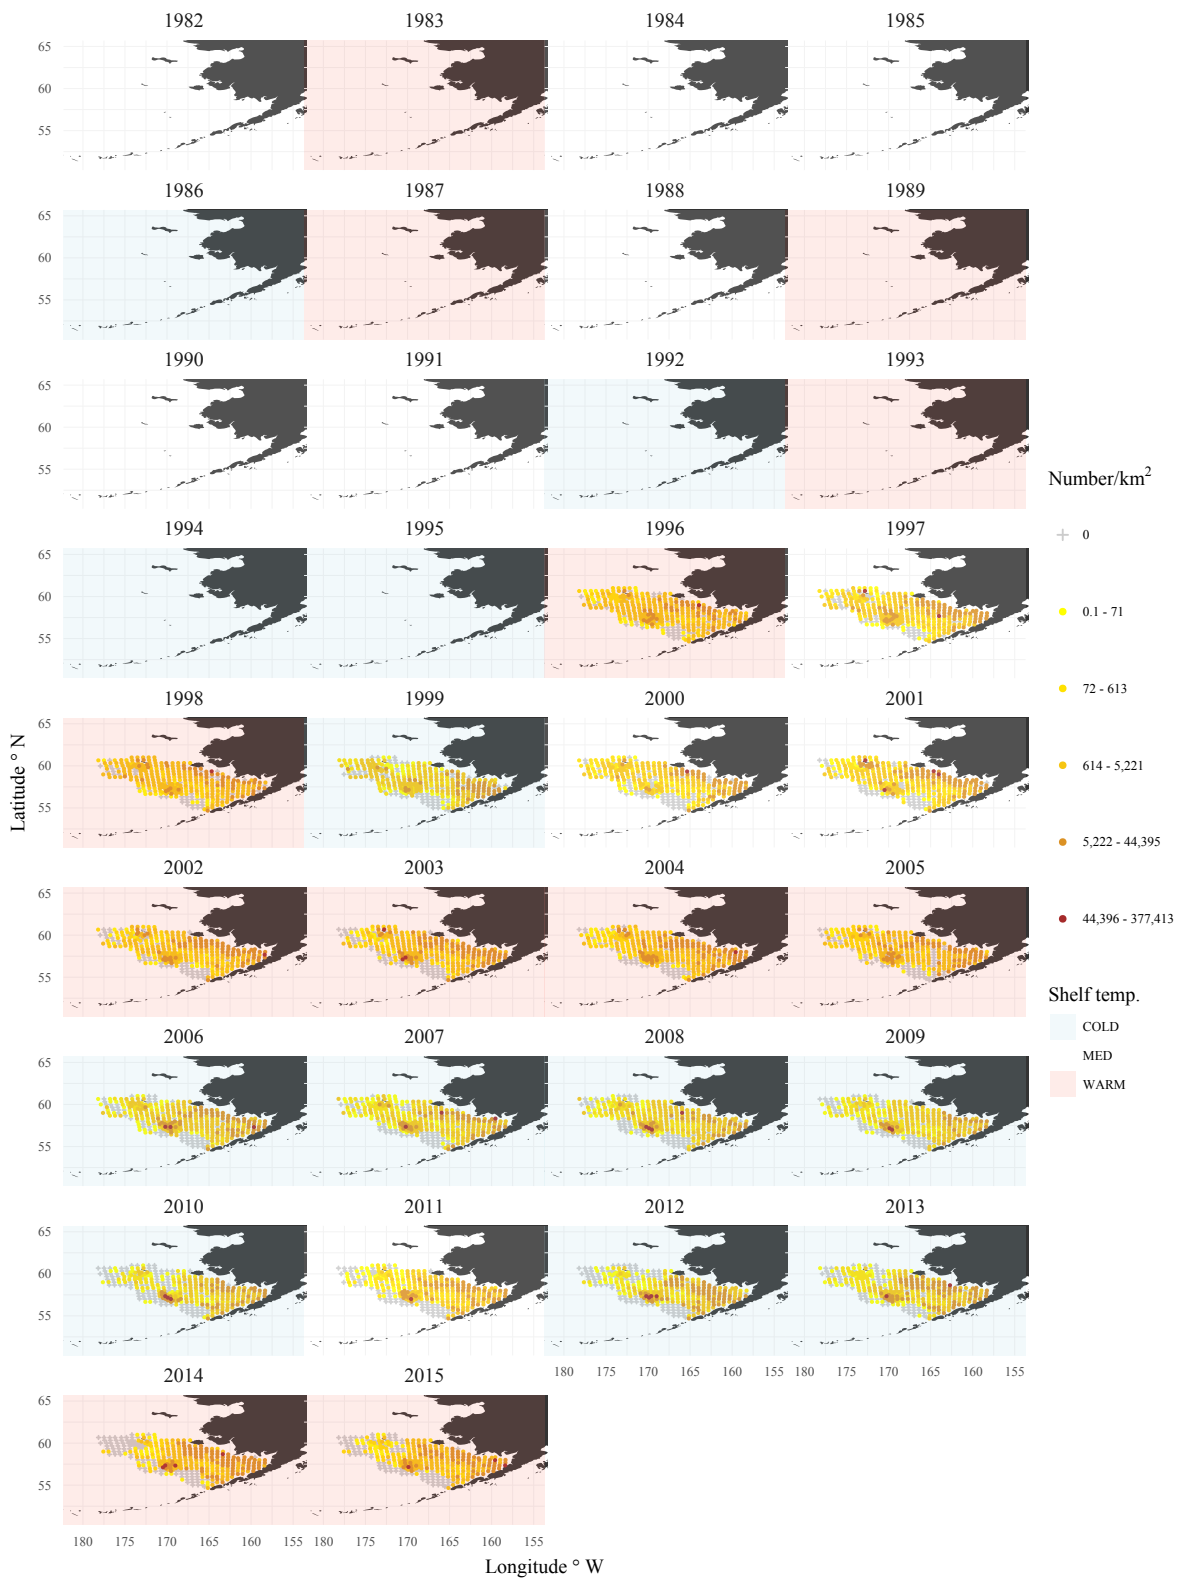 1982 1983 1984 1985
65
60
55
1986 1987 1988 1989
65
60
55
1990 1991 1992 1993
65
60
55
1994 1995 1996 1997
65
60
55
1998 1999 2000 2001
65
60
55
2002 2003 2004 2005
65
60
55
2006 2007 2008 2009
65
60
55
2010 2011 2012 2013
65
60
55
180 175 170 165 160 155 180 175 170 165 160 155
2014 2015
65
60
55
180 175 170 165 160 155 180 175 170 165 160 155
Longitude ° W
Latitude ° N
Number/km²
0
0.1 - 71
72 - 613
614 - 5,221
5,222 - 44,395
44,396 - 377,413
Shelf temp.
COLD
MED
WARM